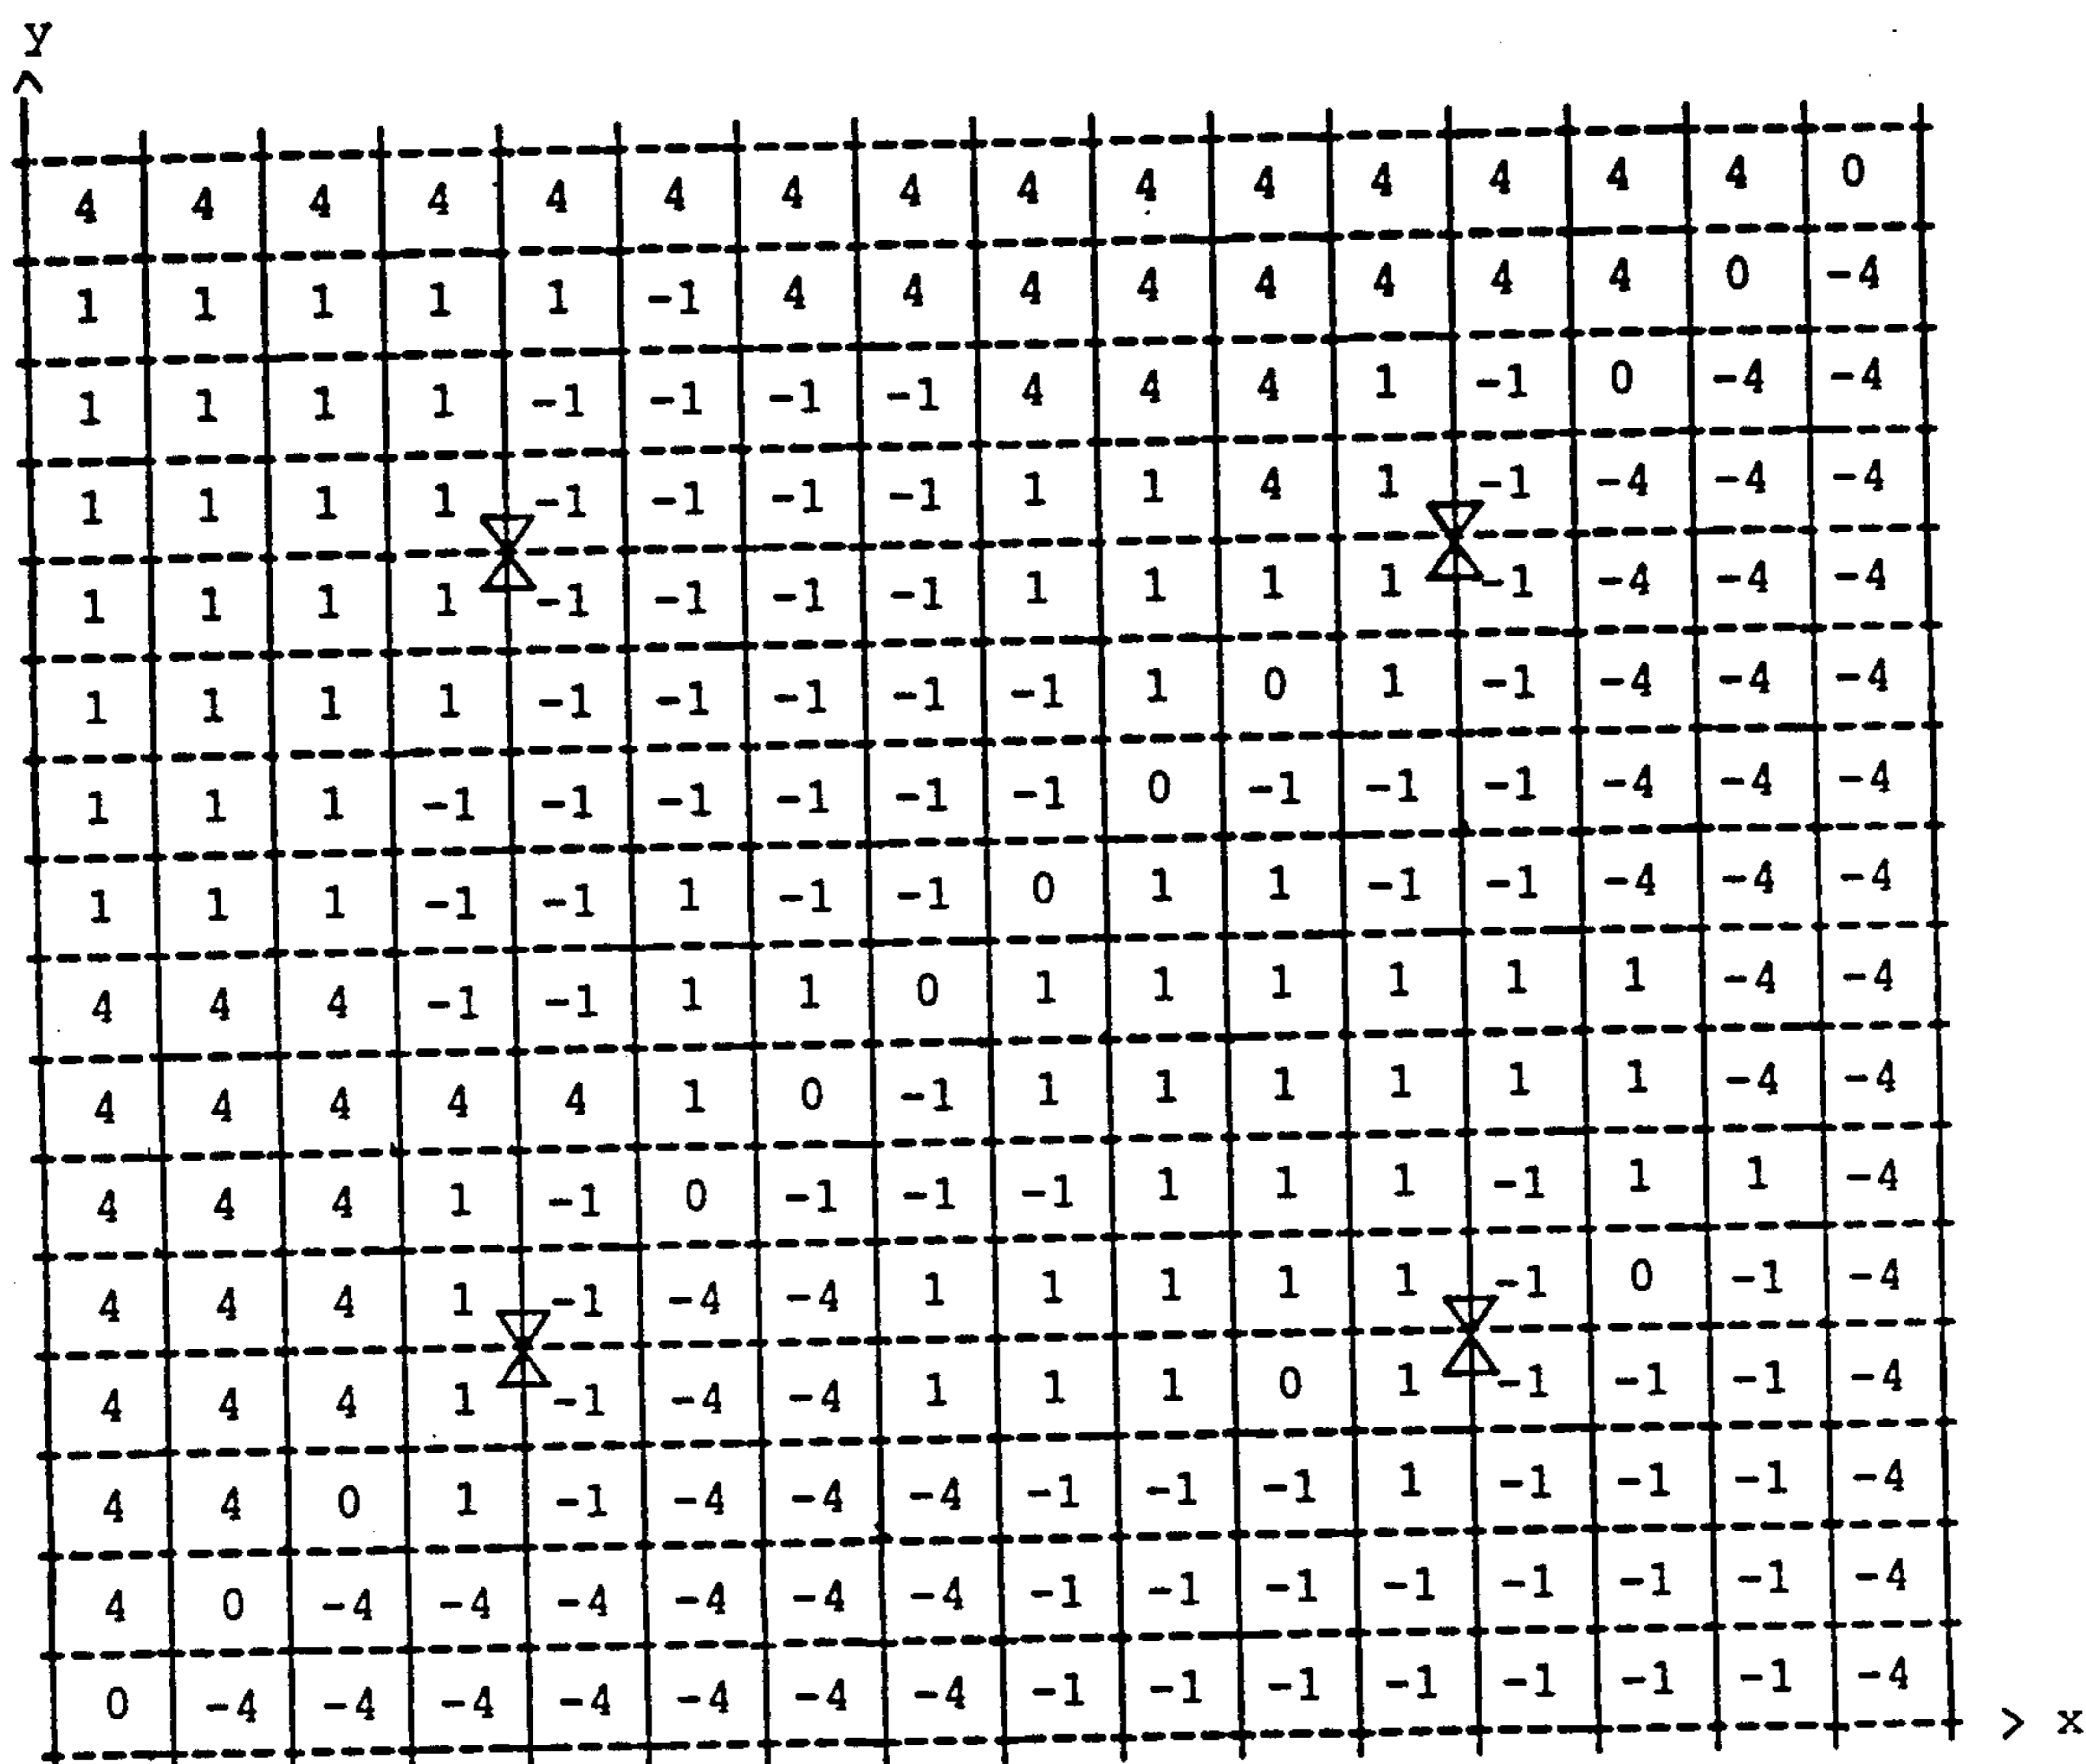 y
4 4 4 4 4 4 4 4 4 4 4 4 4 4 4 0
1 1 1 1 1 -1 4 4 4 4 4 4 4 4 0 -4
1 1 1 1 -1 -1 -1 -1 4 4 4 1 -1 0 -4 -4
1 1 1 1 -1 -1 -1 -1 1 1 4 1 -1 -4 -4 -4
1 1 1 1 -1 -1 -1 -1 1 1 1 1 -1 -4 -4 -4
1 1 1 1 -1 -1 -1 -1 -1 1 0 1 -1 -4 -4 -4
1 1 1 -1 -1 -1 -1 -1 -1 0 -1 -1 -1 -4 -4 -4
1 1 1 -1 -1 1 -1 -1 0 1 1 -1 -1 -4 -4 -4
4 4 4 -1 -1 1 1 0 1 1 1 1 1 1 -4 -4
4 4 4 4 4 1 0 -1 1 1 1 1 1 1 -4 -4
4 4 4 1 -1 0 -1 -1 -1 1 1 1 -1 1 1 -4
4 4 4 1 -1 -4 -4 1 1 1 1 1 -1 0 -1 -4
4 4 4 1 -1 -4 -4 1 1 1 0 1 -1 -1 -1 -4
4 4 0 1 -1 -4 -4 -4 -1 -1 -1 1 -1 -1 -1 -4
4 0 -4 -4 -4 -4 -4 -4 -1 -1 -1 -1 -1 -1 -1 -4
0 -4 -4 -4 -4 -4 -4 -4 -1 -1 -1 -1 -1 -1 -1 -4
> x